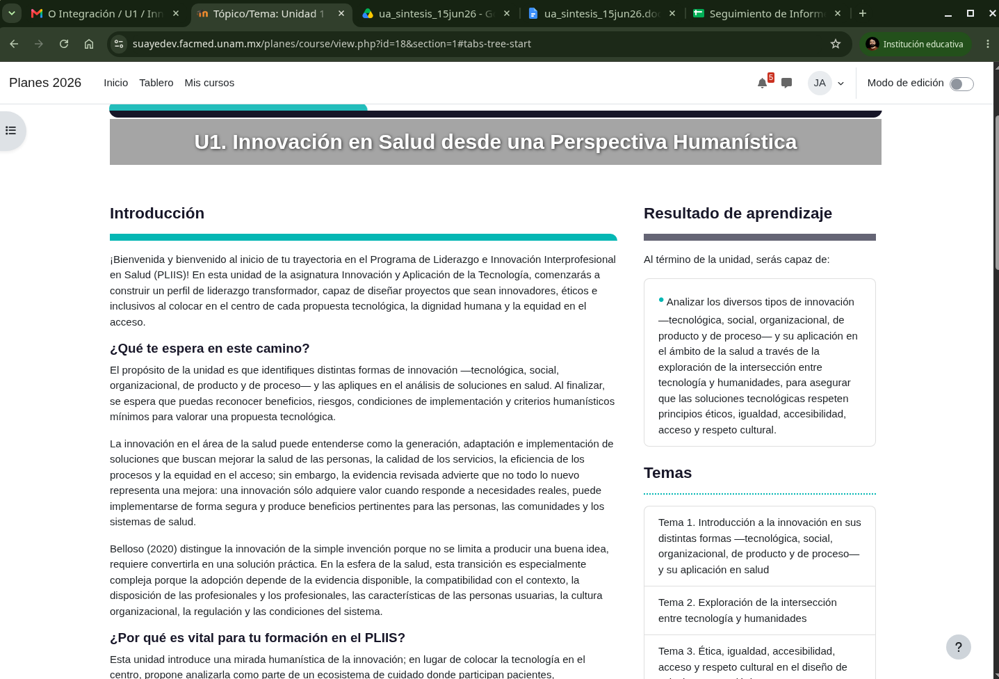 O Integración / U1 / Inn
Tópico/Tema: Unidad 1
ua_sintesis_15jun26 - G
ua_sintesis_15jun26.doc
Seguimiento de Inform
suayedev.facmed.unam.mx/planes/course/view.php?id=18&section=1#tabs-tree-start
Institución educativa
Planes 2026
Inicio
Tablero
Mis cursos
5
JA
Modo de edición
U1. Innovación en Salud desde una Perspectiva Humanística
Introducción
¡Bienvenida y bienvenido al inicio de tu trayectoria en el Programa de Liderazgo e Innovación Interprofesional
en Salud (PLIIS)! En esta unidad de la asignatura Innovación y Aplicación de la Tecnología, comenzarás a
construir un perfil de liderazgo transformador, capaz de diseñar proyectos que sean innovadores, éticos e
inclusivos al colocar en el centro de cada propuesta tecnológica, la dignidad humana y la equidad en el
acceso.
¿Qué te espera en este camino?
El propósito de la unidad es que identifiques distintas formas de innovación —tecnológica, social,
organizacional, de producto y de proceso— y las apliques en el análisis de soluciones en salud. Al finalizar,
se espera que puedas reconocer beneficios, riesgos, condiciones de implementación y criterios humanísticos
mínimos para valorar una propuesta tecnológica.
La innovación en el área de la salud puede entenderse como la generación, adaptación e implementación de
soluciones que buscan mejorar la salud de las personas, la calidad de los servicios, la eficiencia de los
procesos y la equidad en el acceso; sin embargo, la evidencia revisada advierte que no todo lo nuevo
representa una mejora: una innovación sólo adquiere valor cuando responde a necesidades reales, puede
implementarse de forma segura y produce beneficios pertinentes para las personas, las comunidades y los
sistemas de salud.
Belloso (2020) distingue la innovación de la simple invención porque no se limita a producir una buena idea,
requiere convertirla en una solución práctica. En la esfera de la salud, esta transición es especialmente
compleja porque la adopción depende de la evidencia disponible, la compatibilidad con el contexto, la
disposición de las profesionales y los profesionales, las características de las personas usuarias, la cultura
organizacional, la regulación y las condiciones del sistema.
¿Por qué es vital para tu formación en el PLIIS?
Esta unidad introduce una mirada humanística de la innovación; en lugar de colocar la tecnología en el
centro, propone analizarla como parte de un ecosistema de cuidado donde participan pacientes,
Resultado de aprendizaje
Al término de la unidad, serás capaz de:
• Analizar los diversos tipos de innovación
—tecnológica, social, organizacional, de
producto y de proceso— y su aplicación en
el ámbito de la salud a través de la
exploración de la intersección entre
tecnología y humanidades, para asegurar
que las soluciones tecnológicas respeten
principios éticos, igualdad, accesibilidad,
acceso y respeto cultural.
Temas
Tema 1. Introducción a la innovación en sus
distintas formas —tecnológica, social,
organizacional, de producto y de proceso—
y su aplicación en salud
Tema 2. Exploración de la intersección
entre tecnología y humanidades
Tema 3. Ética, igualdad, accesibilidad,
acceso y respeto cultural en el diseño de
?